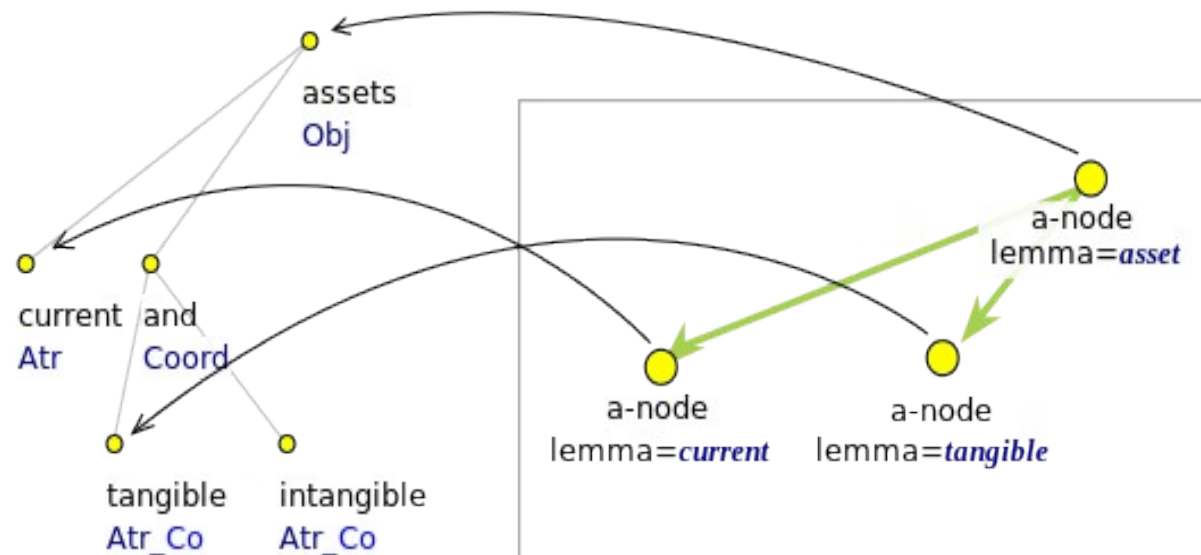 assets
Obj
a-node
lemma=asset
current and
Atr Coord
a-node
lemma=current
a-node
lemma=tangible
tangible
Atr_Co
intangible
Atr_Co